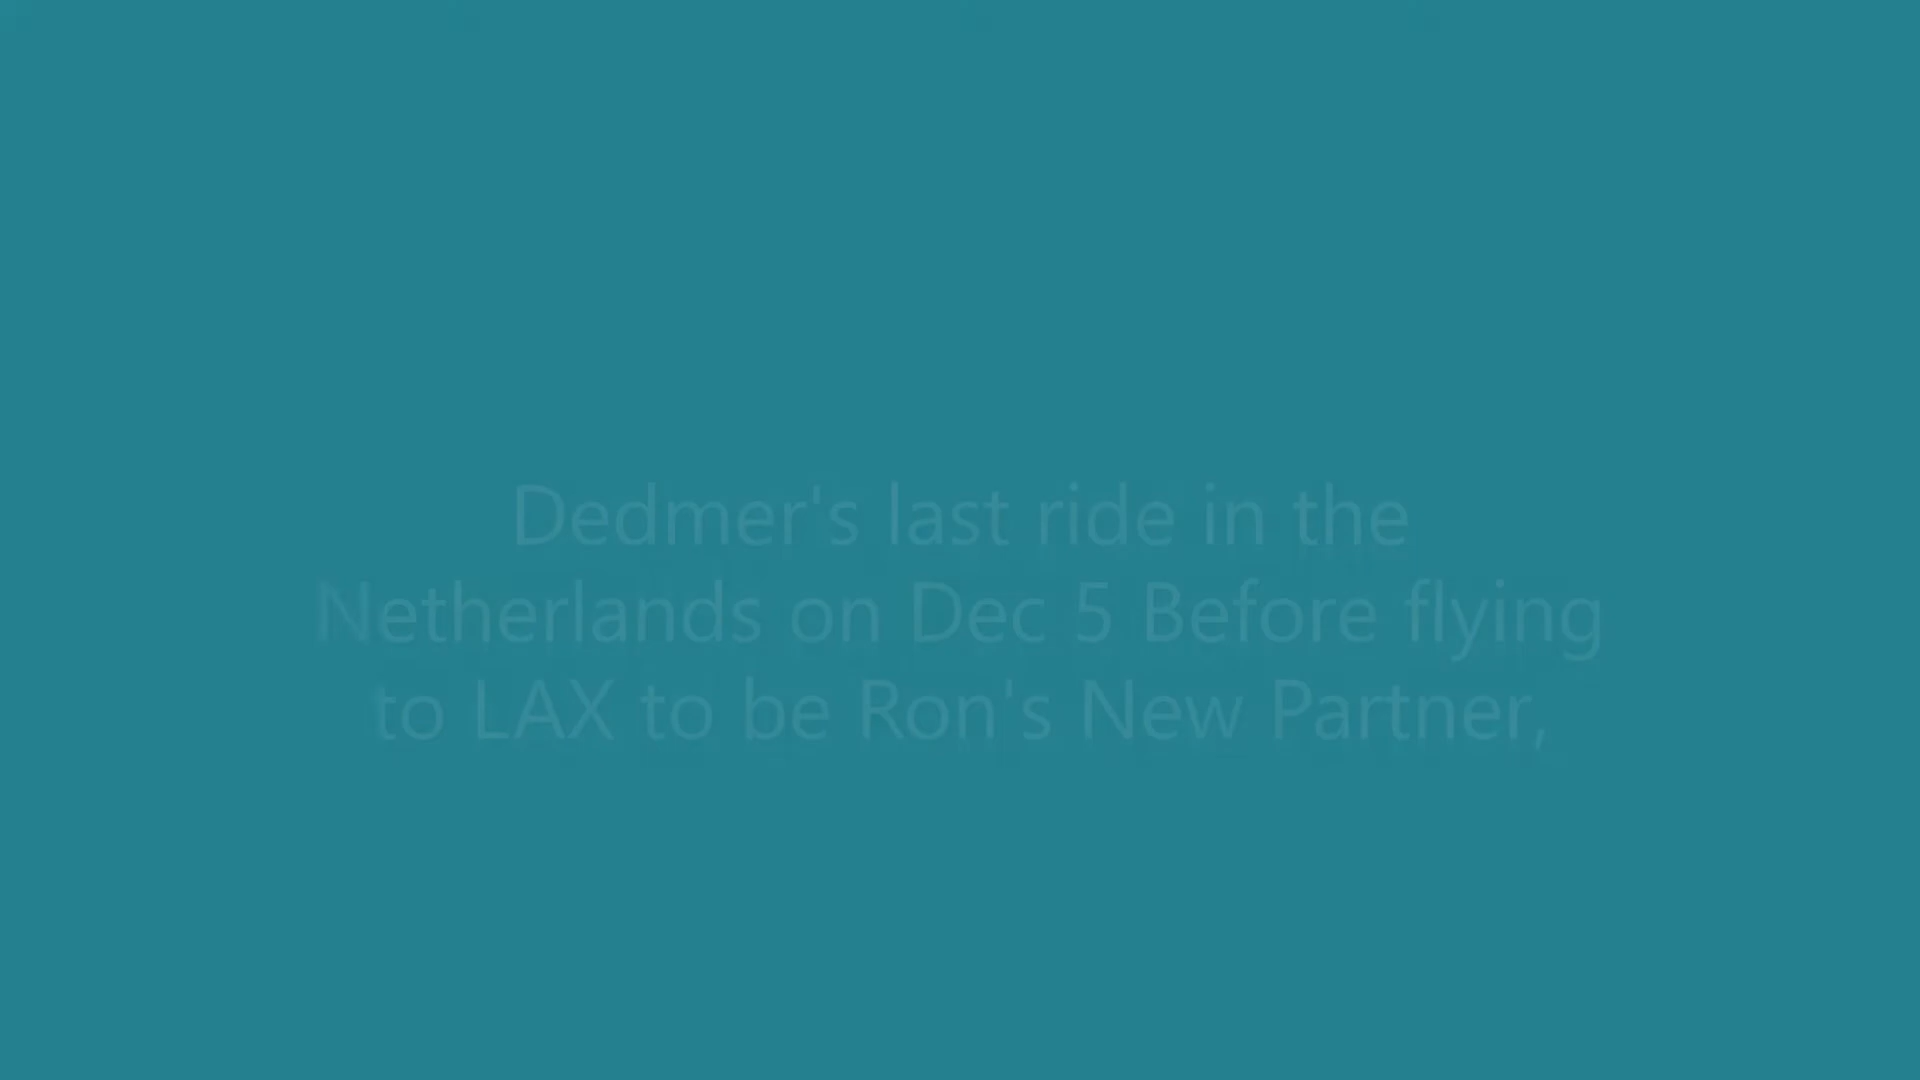 Dedmer's last ride in the
Netherlands on Dec 5 Before flying
to LAX to be Ron's New Partner,